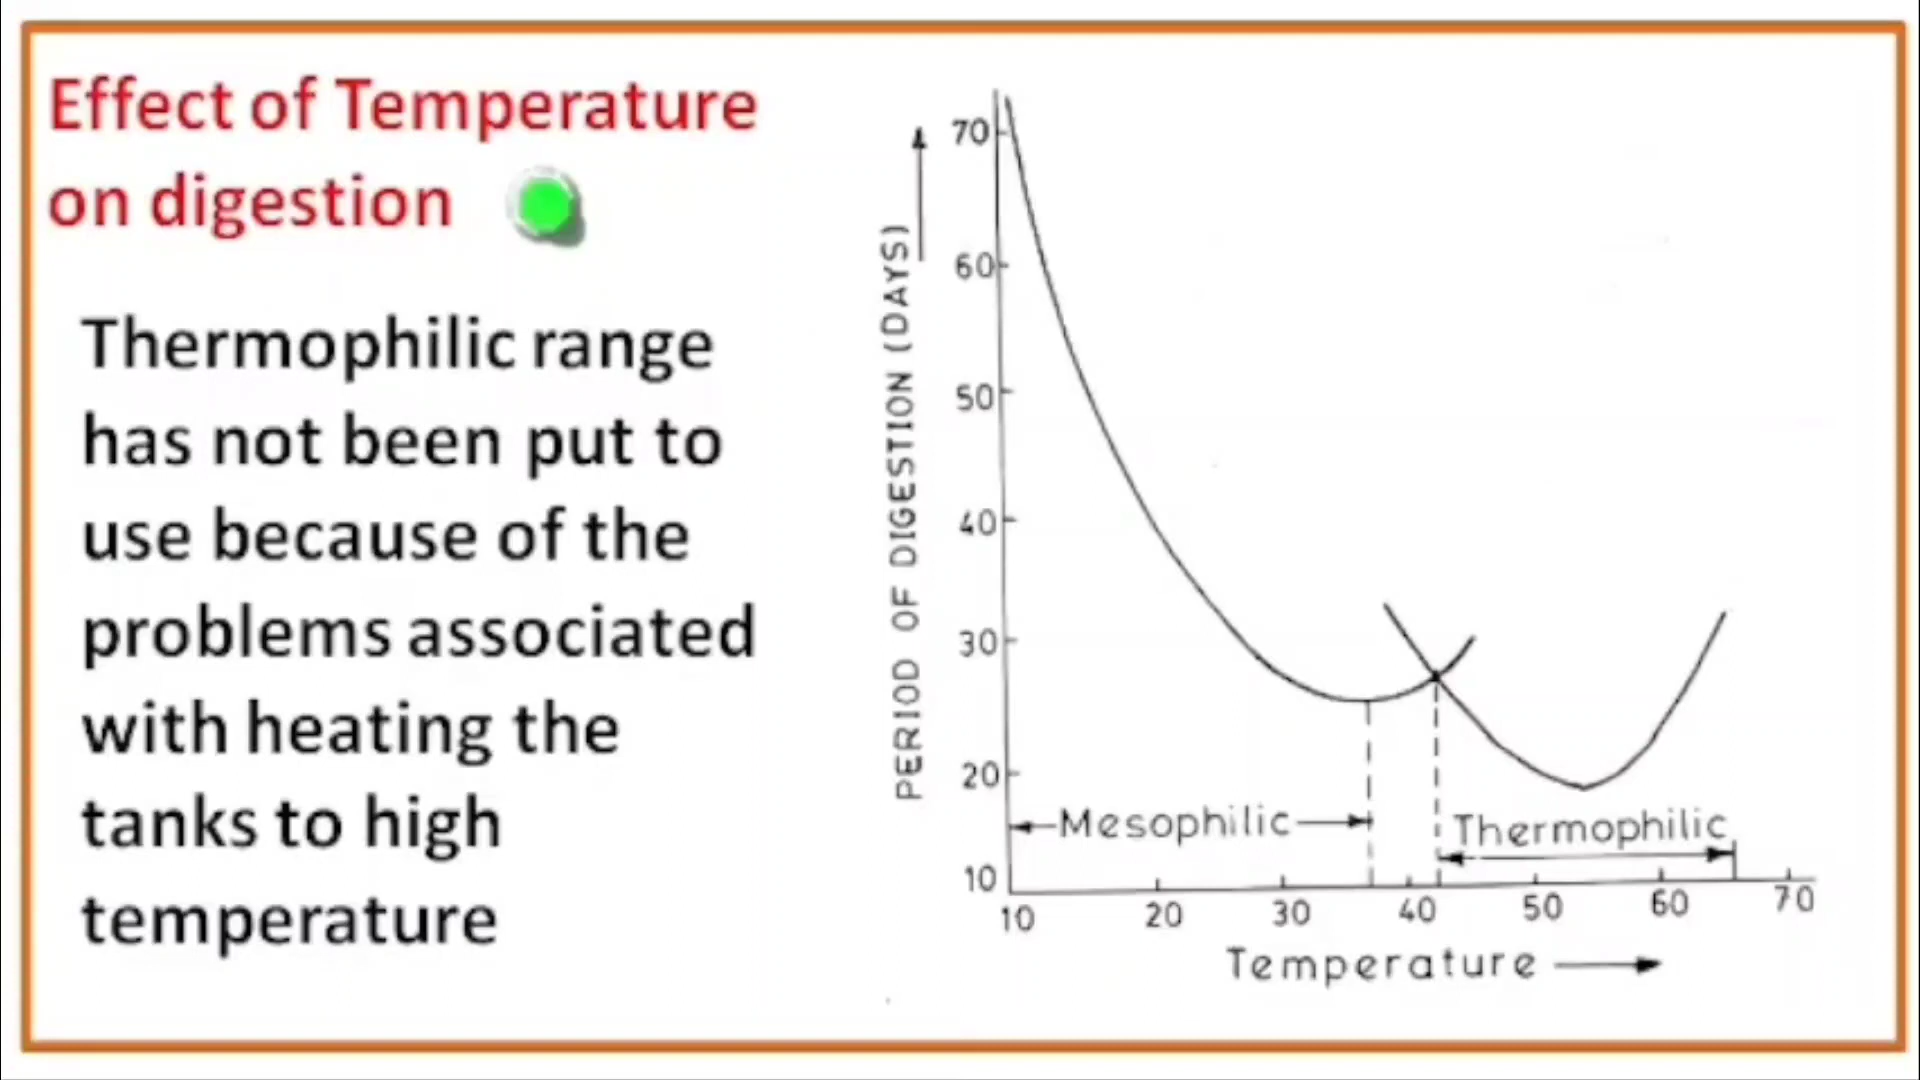 Effect of Temperature
on digestion
Thermophilic range
has not been put to
use because of the
problems associated
with heating the
tanks to high
temperature
PERIOD OF DIGESTION (DAYS)
70
60
50
40
30
20
10
Mesophilic
Thermophilic
10 20 30 40 50 60 70
Temperature